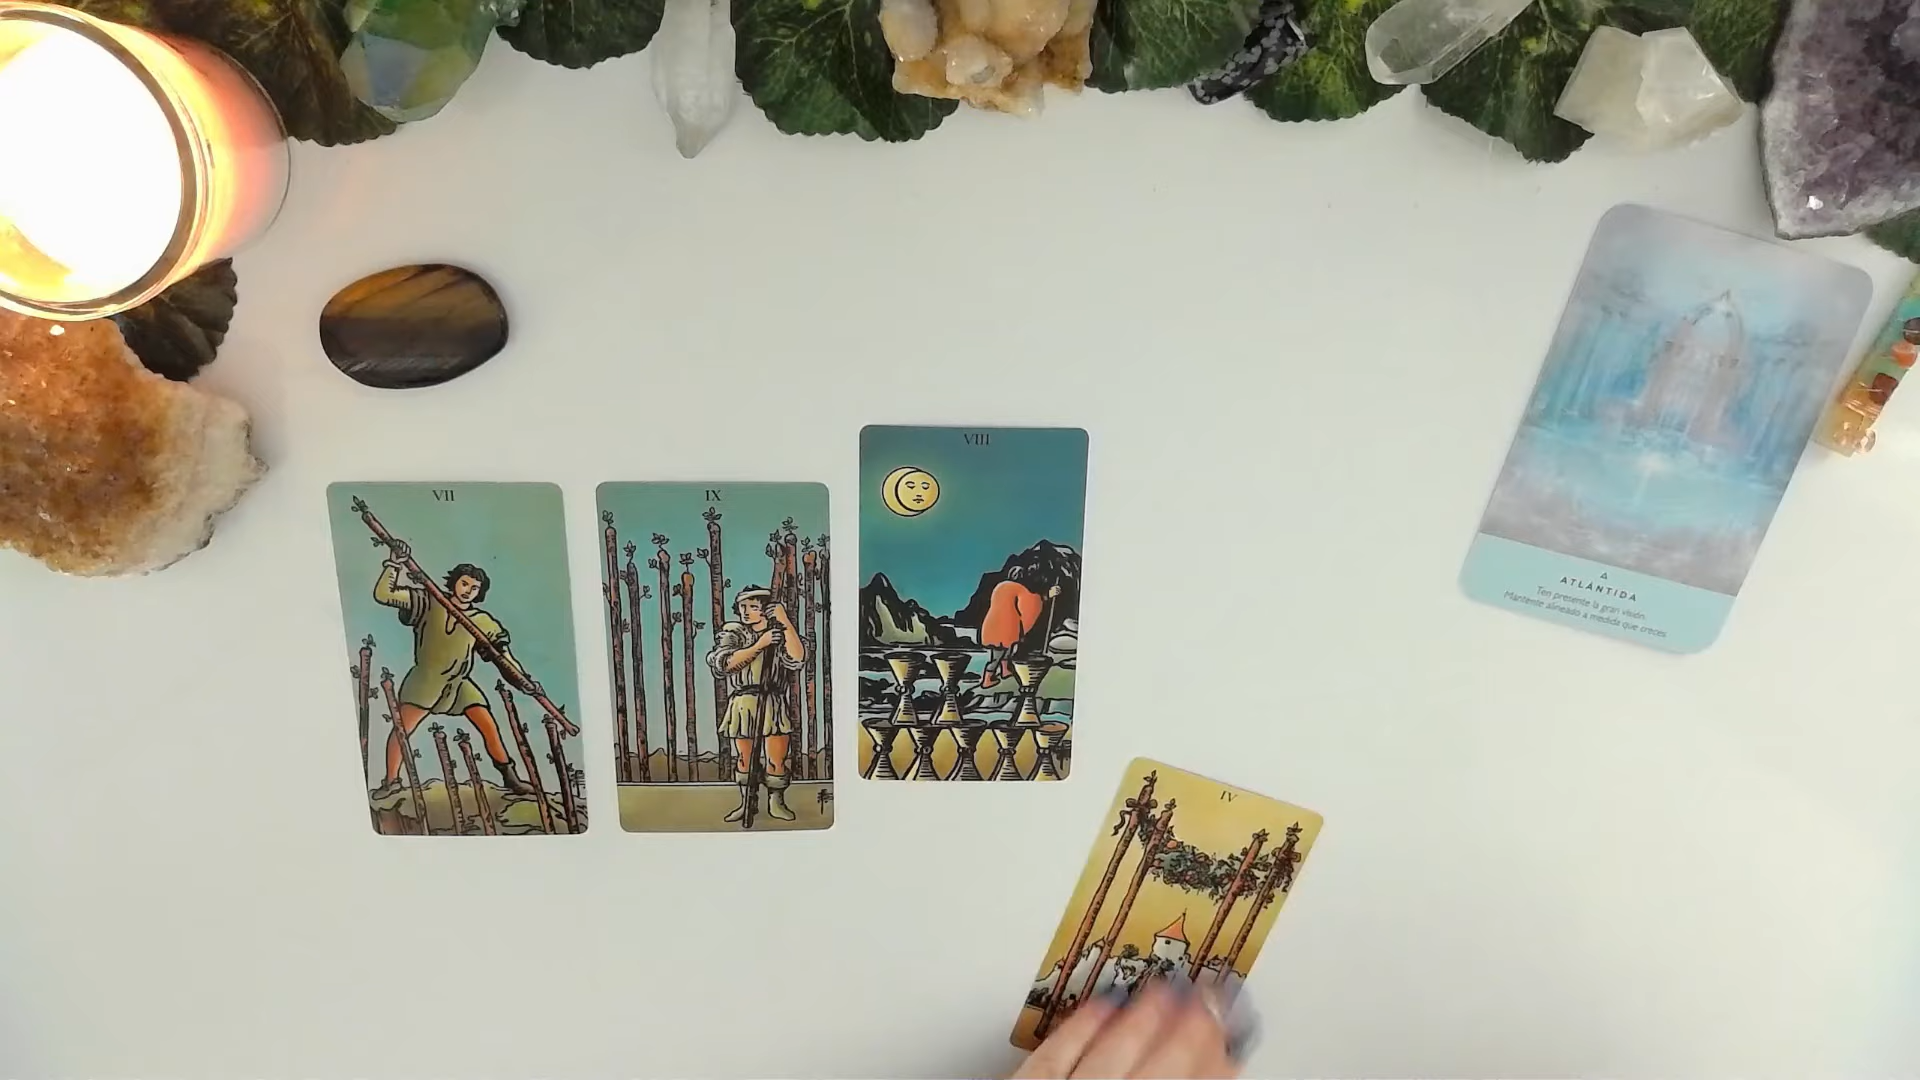 VII
IX
VIII
IV
ATLÁNTIDA
Ten presente la gran visión.
Mantente alineado a medida que creces.